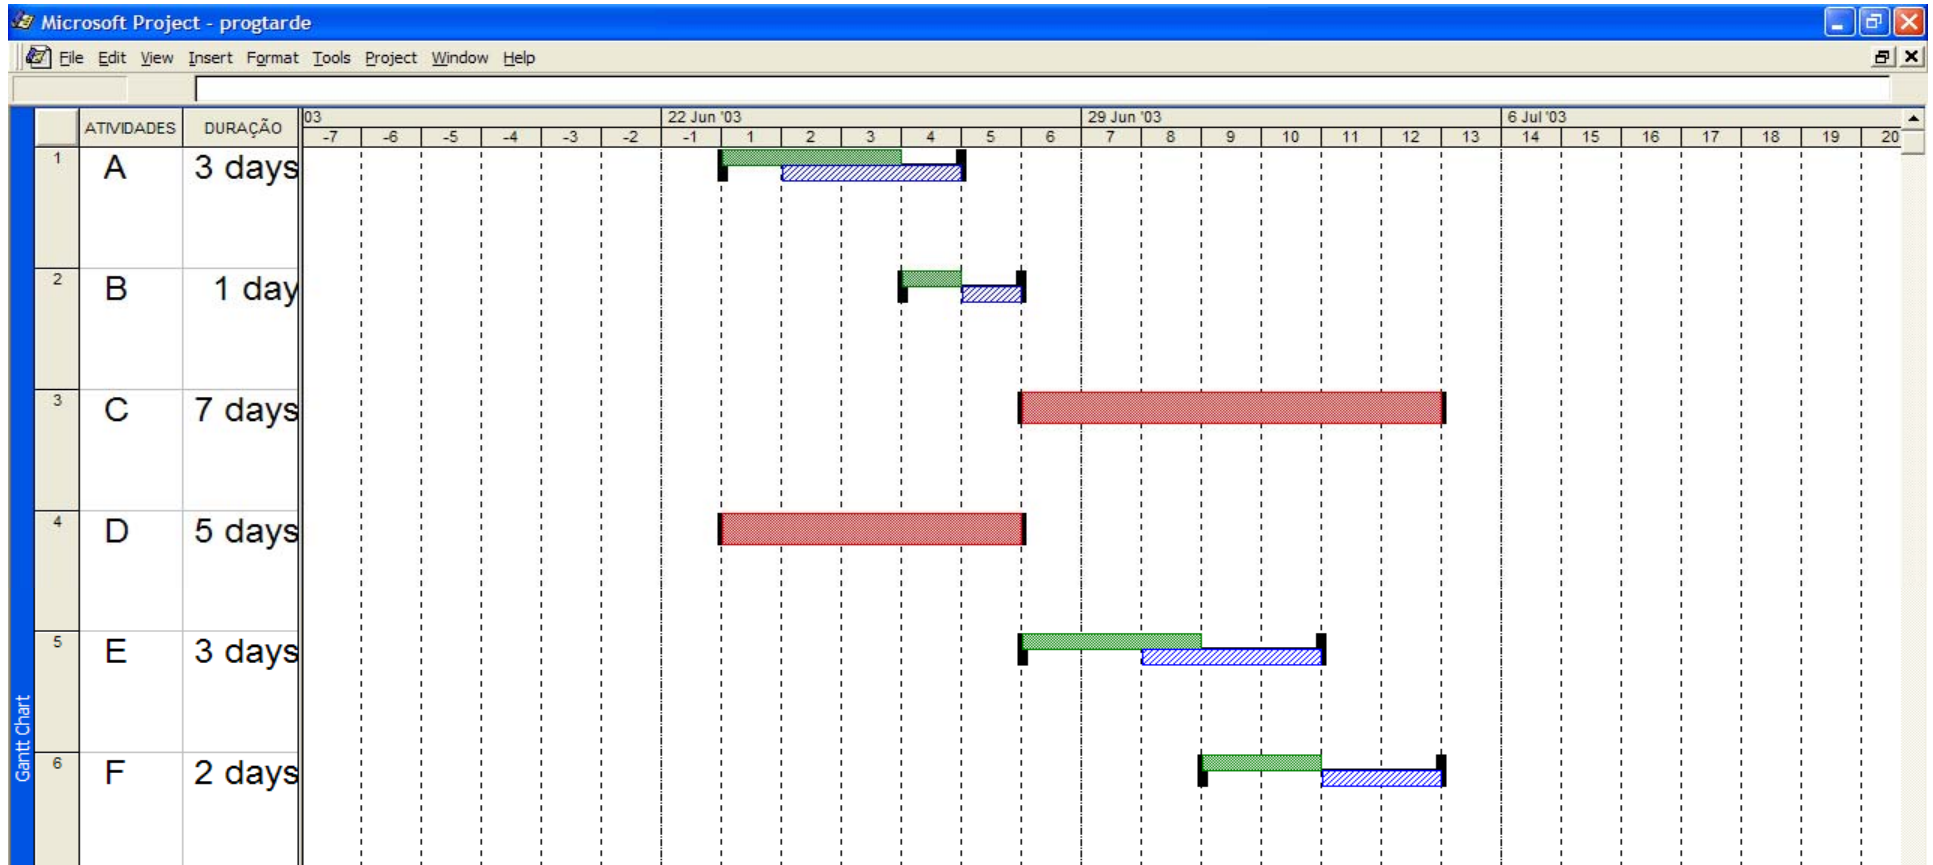 Microsoft Project - progtarde
File Edit View Insert Format Tools Project Window Help
ATIVIDADES DURAÇÃO 03 22 Jun '03 29 Jun '03 6 Jul '03
-7 -6 -5 -4 -3 -2 -1 1 2 3 4 5 6 7 8 9 10 11 12 13 14 15 16 17 18 19 20
1 A 3 days
2 B 1 day
3 C 7 days
4 D 5 days
5 E 3 days
6 F 2 days
Gantt Chart